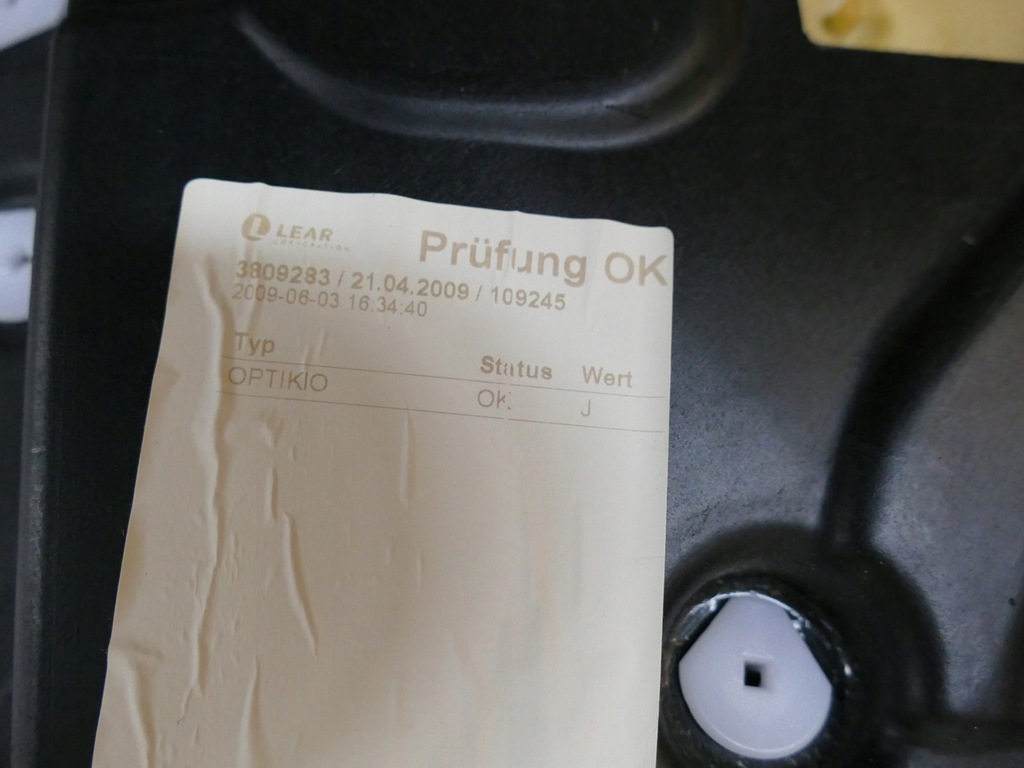 LEAR
CORPORATION
Prüfung OK
3809283 / 21.04.2009 / 109245
2009-06-03 16:34:40
Typ Status Wert
OPTIKIO OK J